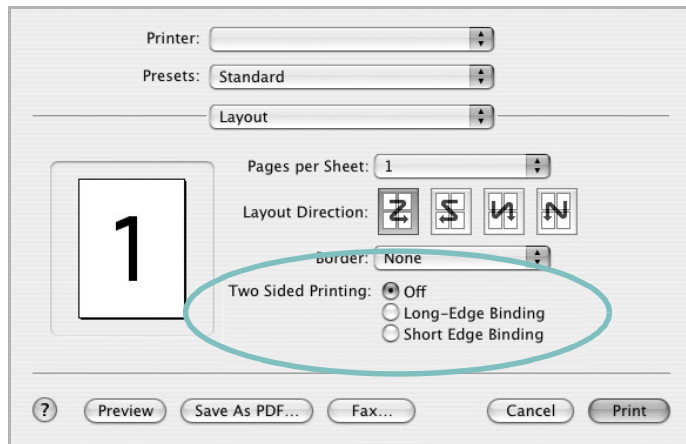 Printer:
Presets: Standard
Layout
Pages per Sheet: 1
1
Layout Direction:
Border: None
Two Sided Printing: Off
Long-Edge Binding
Short Edge Binding
? Preview Save As PDF... Fax... Cancel Print